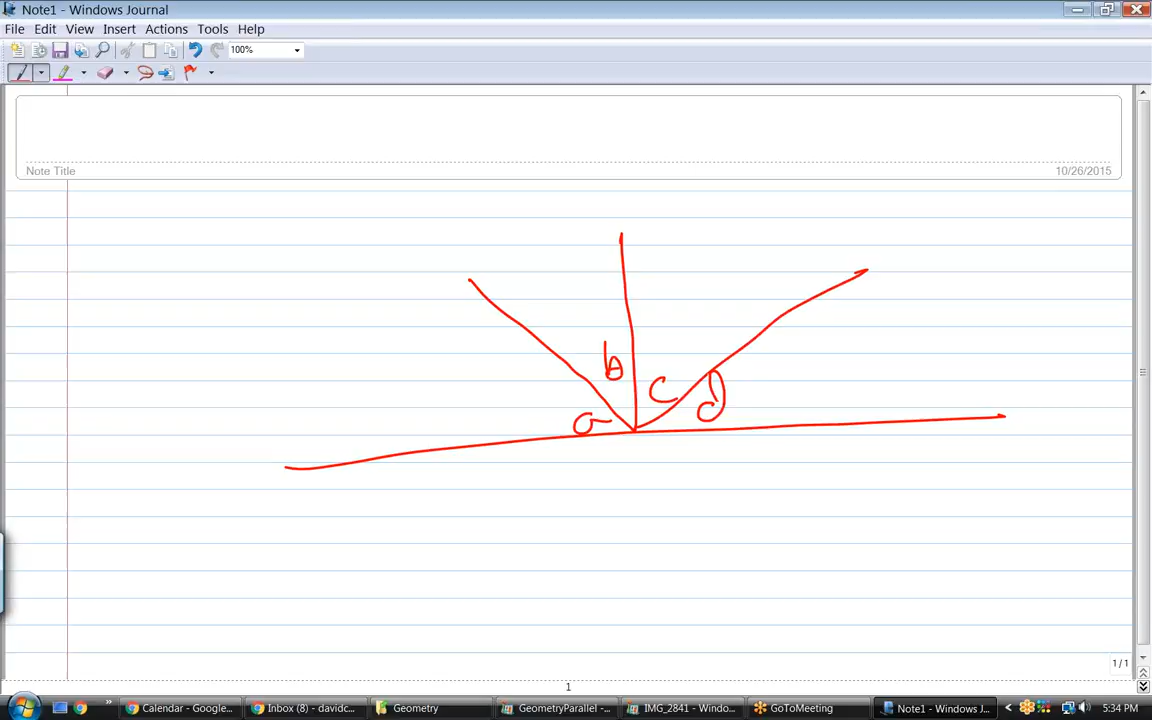 Note1 - Windows Journal
File Edit View Insert Actions Tools Help
100%
Note Title
10/26/2015
b
c
d
a
1/1
1
Calendar - Google... Inbox (8) - davidc... Geometry GeometryParallel -... IMG_2841 - Windo... GoToMeeting Note1 - Windows J... 5:34 PM